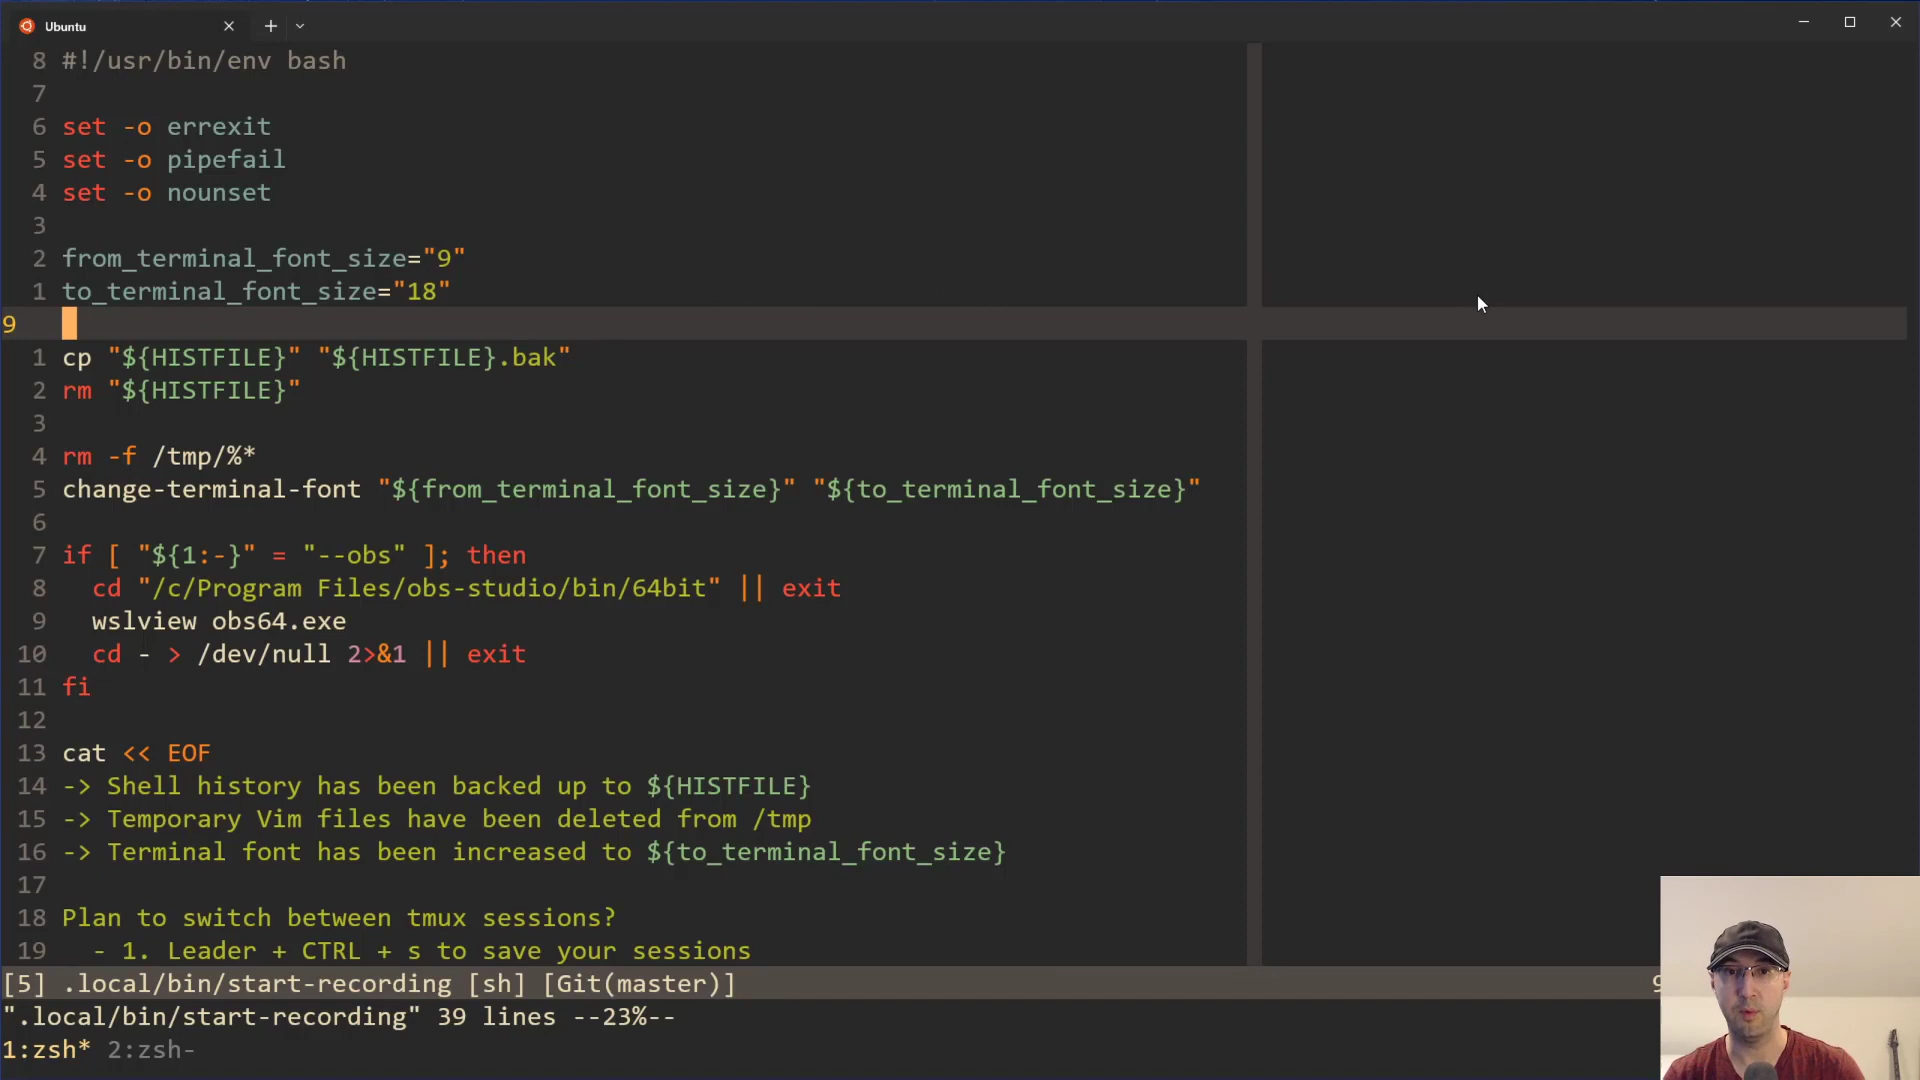 Ubuntu
8 #!/usr/bin/env bash
7
6 set -o errexit
5 set -o pipefail
4 set -o nounset
3
2 from_terminal_font_size="9"
1 to_terminal_font_size="18"
9
1 cp "${HISTFILE}" "${HISTFILE}.bak"
2 rm "${HISTFILE}"
3
4 rm -f /tmp/%*
5 change-terminal-font "${from_terminal_font_size}" "${to_terminal_font_size}"
6
7 if [ "${1:-}" = "--obs" ]; then
8   cd "/c/Program Files/obs-studio/bin/64bit" || exit
9   wslview obs64.exe
10   cd - > /dev/null 2>&1 || exit
11 fi
12
13 cat << EOF
14 -> Shell history has been backed up to ${HISTFILE}
15 -> Temporary Vim files have been deleted from /tmp
16 -> Terminal font has been increased to ${to_terminal_font_size}
17
18 Plan to switch between tmux sessions?
19   - 1. Leader + CTRL + s to save your sessions
[5] .local/bin/start-recording [sh] [Git(master)] 9
".local/bin/start-recording" 39 lines --23%--
1:zsh* 2:zsh-